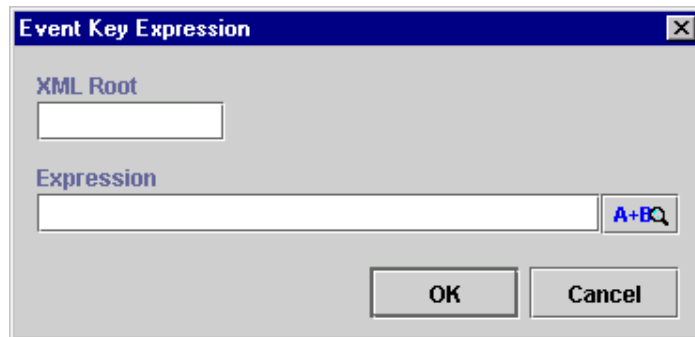 Event Key Expression
XML Root
Expression
A+B
OK Cancel